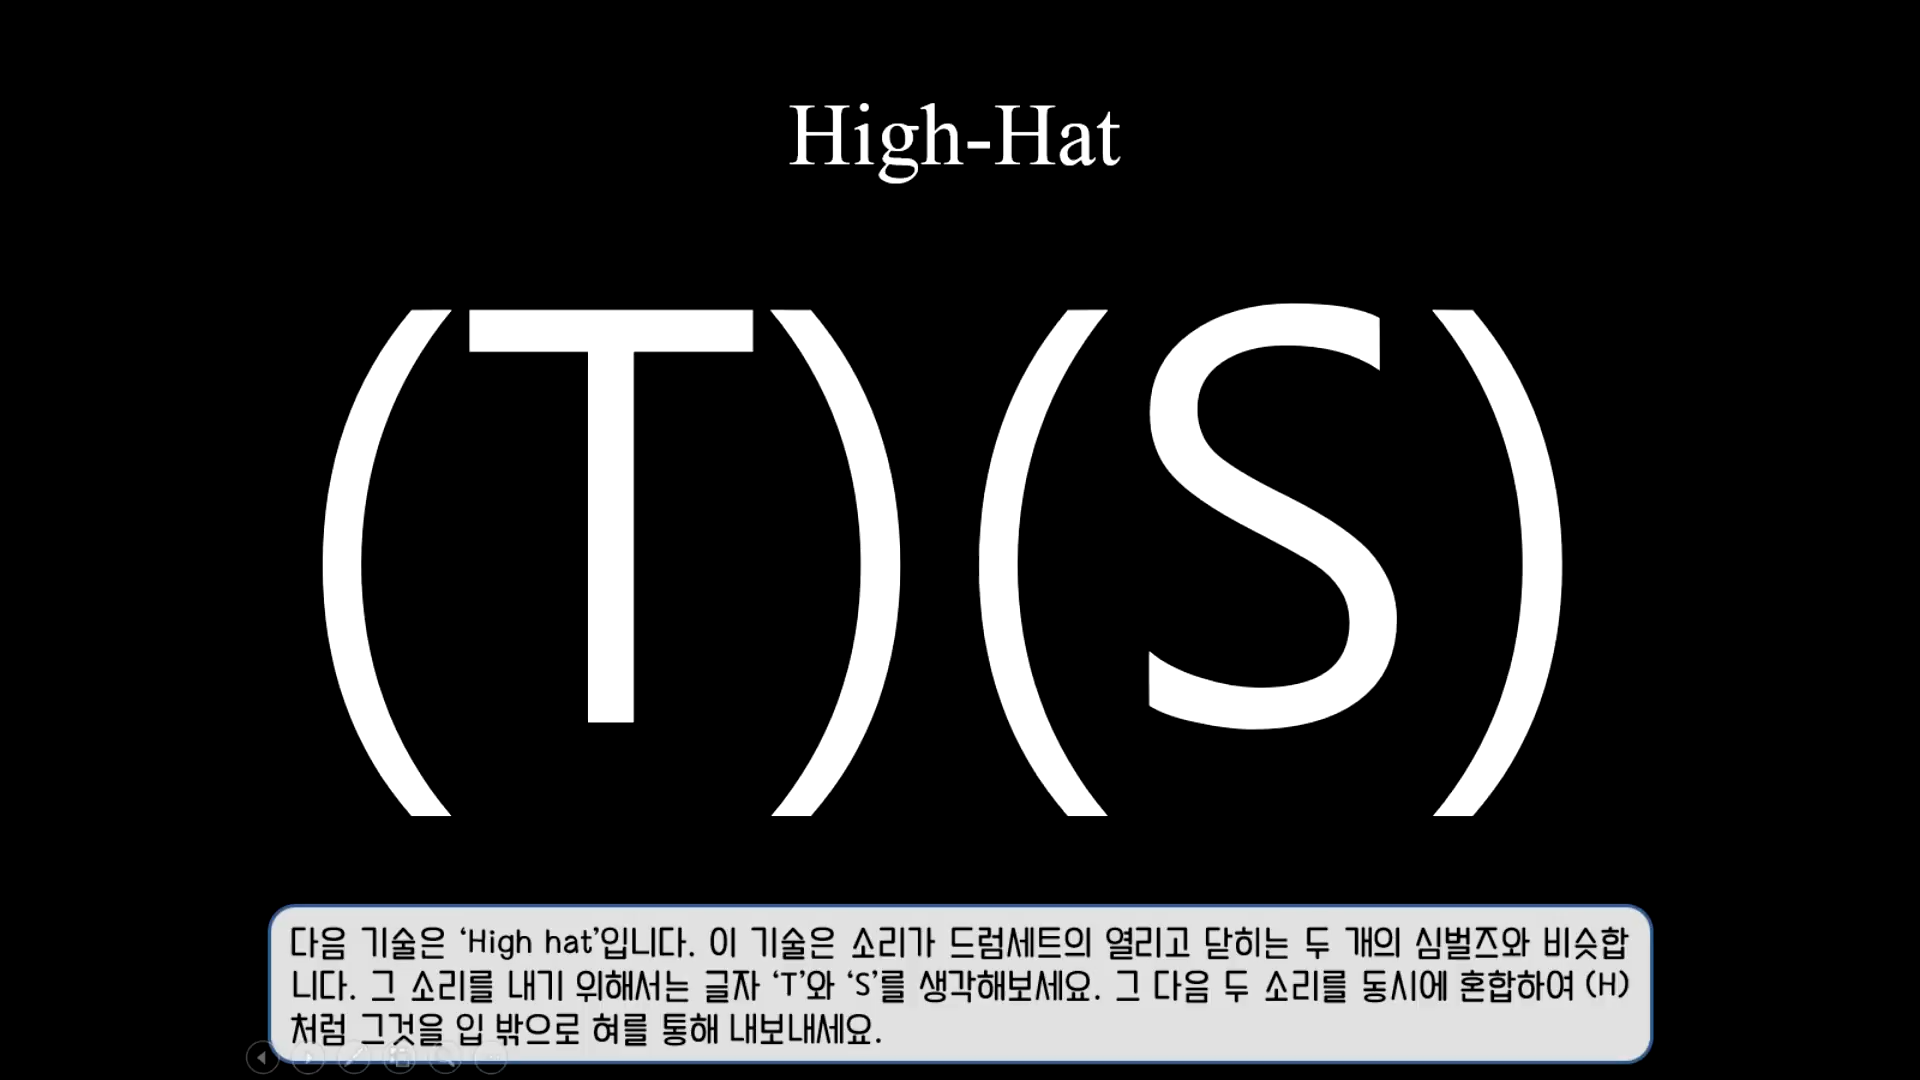 High-Hat
(T)(S)
다음 기술은 ‘High hat’입니다. 이 기술은 소리가 드럼세트의 열리고 닫히는 두 개의 심벌즈와 비슷합
니다. 그 소리를 내기 위해서는 글자 ‘T’와 ‘S’를 생각해보세요. 그 다음 두 소리를 동시에 혼합하여 (H)
처럼 그것을 입 밖으로 혀를 통해 내보내세요.